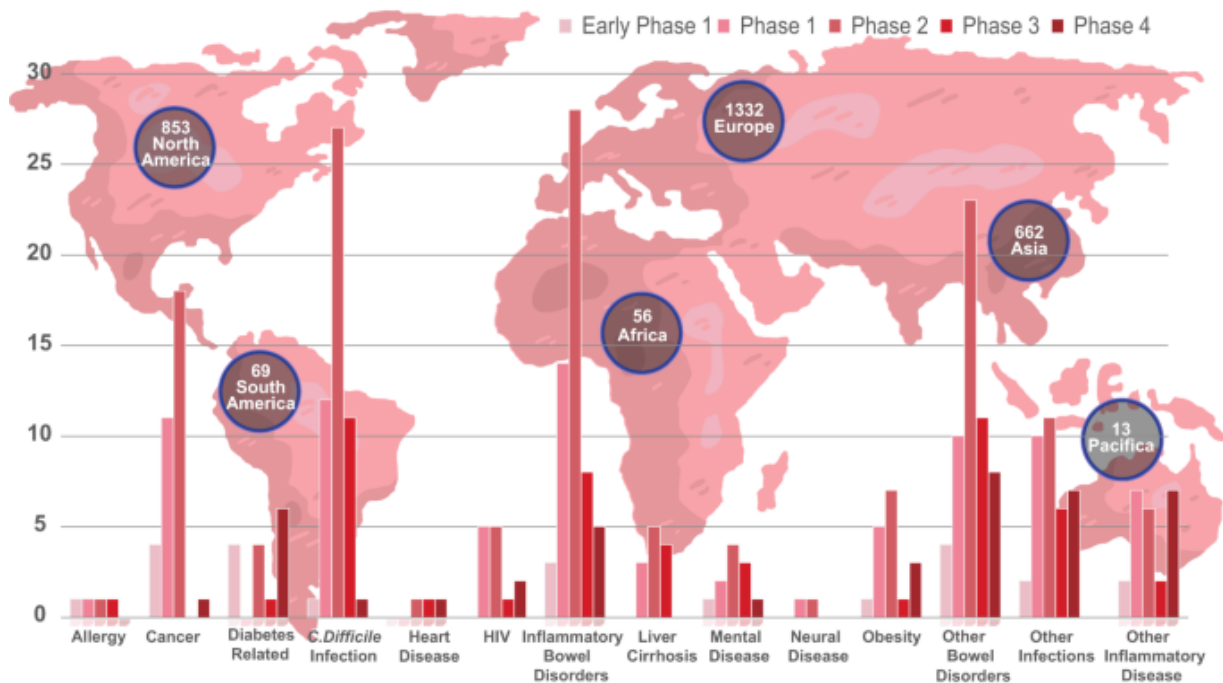 Early Phase 1 Phase 1 Phase 2 Phase 3 Phase 4
30
25
20
15
10
5
0
853
North
America
1332
Europe
662
Asia
56
Africa
69
South
America
13
Pacifica
Allergy
Cancer
Diabetes
Related
C.Difficile
Infection
Heart
Disease
HIV
Inflammatory
Bowel
Disorders
Liver
Cirrhosis
Mental
Disease
Neural
Disease
Obesity
Other
Bowel
Disorders
Other
Infections
Other
Inflammatory
Disease